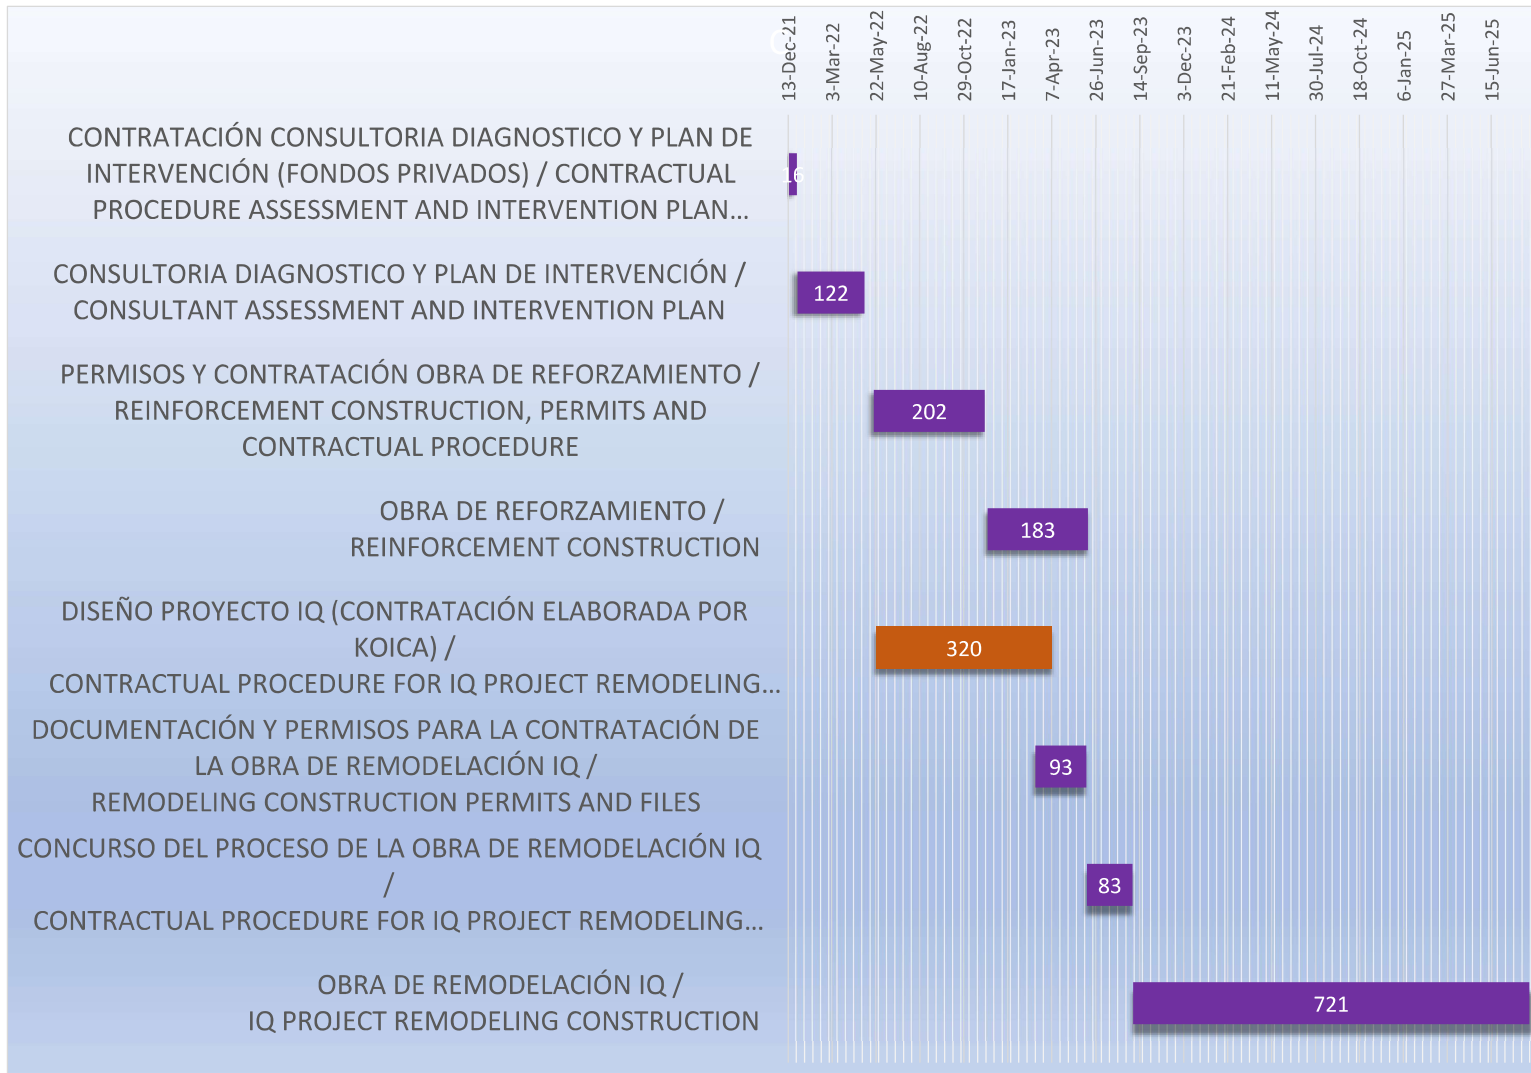 13-Dec-21
3-Mar-22
22-May-22
10-Aug-22
29-Oct-22
17-Jan-23
7-Apr-23
26-Jun-23
14-Sep-23
3-Dec-23
21-Feb-24
11-May-24
30-Jul-24
18-Oct-24
6-Jan-25
27-Mar-25
15-Jun-25
CONTRATACIÓN CONSULTORIA DIAGNOSTICO Y PLAN DE
INTERVENCIÓN (FONDOS PRIVADOS) / CONTRACTUAL
PROCEDURE ASSESSMENT AND INTERVENTION PLAN...
16
CONSULTORIA DIAGNOSTICO Y PLAN DE INTERVENCIÓN /
CONSULTANT ASSESSMENT AND INTERVENTION PLAN
122
PERMISOS Y CONTRATACIÓN OBRA DE REFORZAMIENTO /
REINFORCEMENT CONSTRUCTION, PERMITS AND
CONTRACTUAL PROCEDURE
202
OBRA DE REFORZAMIENTO /
REINFORCEMENT CONSTRUCTION
183
DISEÑO PROYECTO IQ (CONTRATACIÓN ELABORADA POR
KOICA) /
CONTRACTUAL PROCEDURE FOR IQ PROJECT REMODELING...
320
DOCUMENTACIÓN Y PERMISOS PARA LA CONTRATACIÓN DE
LA OBRA DE REMODELACIÓN IQ /
REMODELING CONSTRUCTION PERMITS AND FILES
93
CONCURSO DEL PROCESO DE LA OBRA DE REMODELACIÓN IQ
/
CONTRACTUAL PROCEDURE FOR IQ PROJECT REMODELING...
83
OBRA DE REMODELACIÓN IQ /
IQ PROJECT REMODELING CONSTRUCTION
721